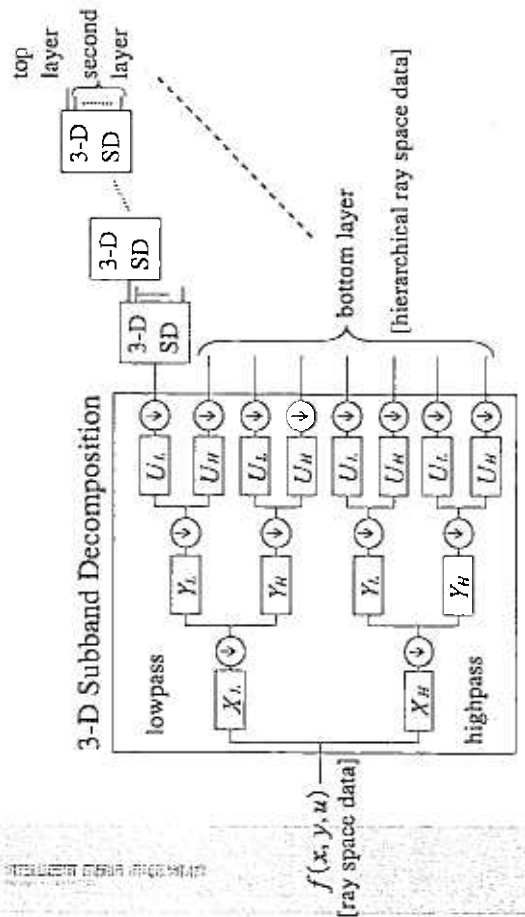 3-D Subband Decomposition
f(x, y, u)
[ray space data]
lowpass
highpass
X_L
X_H
Y_L
Y_H
Y_L
Y_H
U_L
U_H
U_L
U_H
U_L
U_H
U_L
U_H
3-D
SD
3-D
SD
3-D
SD
top
layer
second
layer
bottom layer
[hierarchical ray space data]